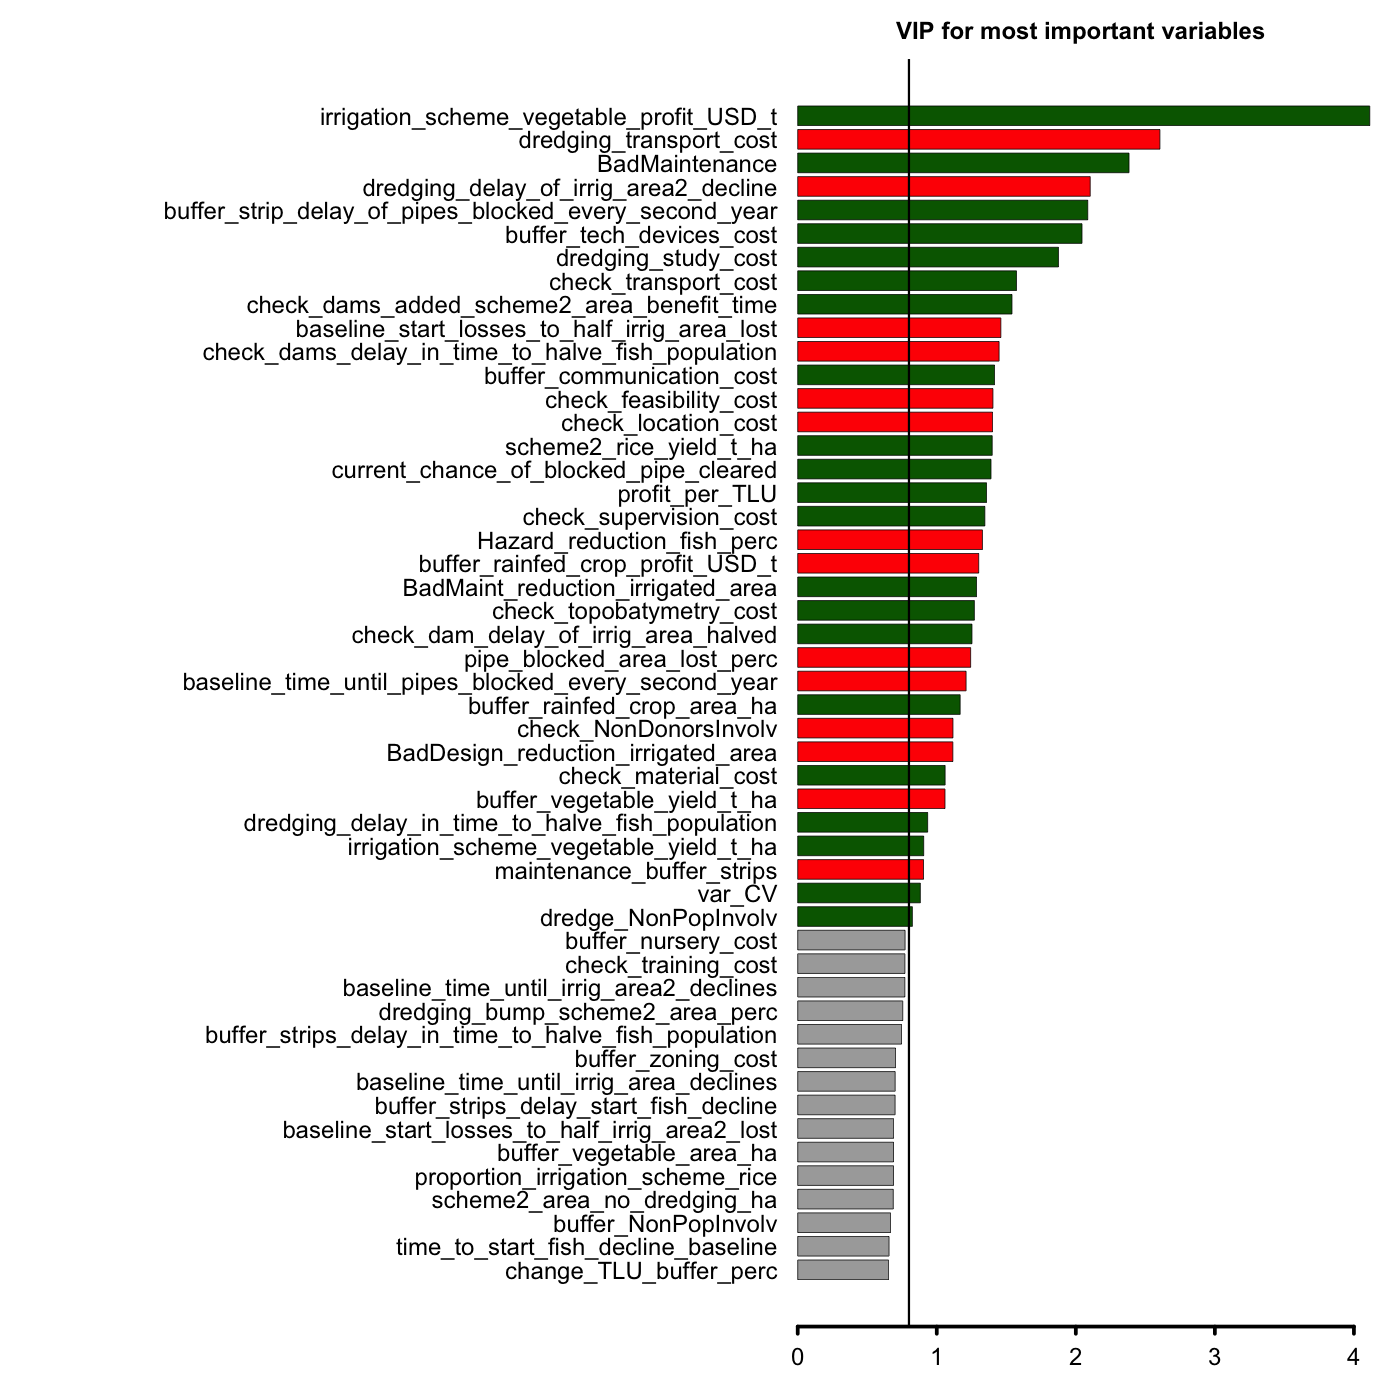 VIP for most important variables
irrigation_scheme_vegetable_profit_USD_t
dredging_transport_cost
BadMaintenance
dredging_delay_of_irrig_area2_decline
buffer_strip_delay_of_pipes_blocked_every_second_year
buffer_tech_devices_cost
dredging_study_cost
check_transport_cost
check_dams_added_scheme2_area_benefit_time
baseline_start_losses_to_half_irrig_area_lost
check_dams_delay_in_time_to_halve_fish_population
buffer_communication_cost
check_feasibility_cost
check_location_cost
scheme2_rice_yield_t_ha
current_chance_of_blocked_pipe_cleared
profit_per_TLU
check_supervision_cost
Hazard_reduction_fish_perc
buffer_rainfed_crop_profit_USD_t
BadMaint_reduction_irrigated_area
check_topobatymetry_cost
check_dam_delay_of_irrig_area_halved
pipe_blocked_area_lost_perc
baseline_time_until_pipes_blocked_every_second_year
buffer_rainfed_crop_area_ha
check_NonDonorsInvolv
BadDesign_reduction_irrigated_area
check_material_cost
buffer_vegetable_yield_t_ha
dredging_delay_in_time_to_halve_fish_population
irrigation_scheme_vegetable_yield_t_ha
maintenance_buffer_strips
var_CV
dredge_NonPopInvolv
buffer_nursery_cost
check_training_cost
baseline_time_until_irrig_area2_declines
dredging_bump_scheme2_area_perc
buffer_strips_delay_in_time_to_halve_fish_population
buffer_zoning_cost
baseline_time_until_irrig_area_declines
buffer_strips_delay_start_fish_decline
baseline_start_losses_to_half_irrig_area2_lost
buffer_vegetable_area_ha
proportion_irrigation_scheme_rice
scheme2_area_no_dredging_ha
buffer_NonPopInvolv
time_to_start_fish_decline_baseline
change_TLU_buffer_perc
0 1 2 3 4